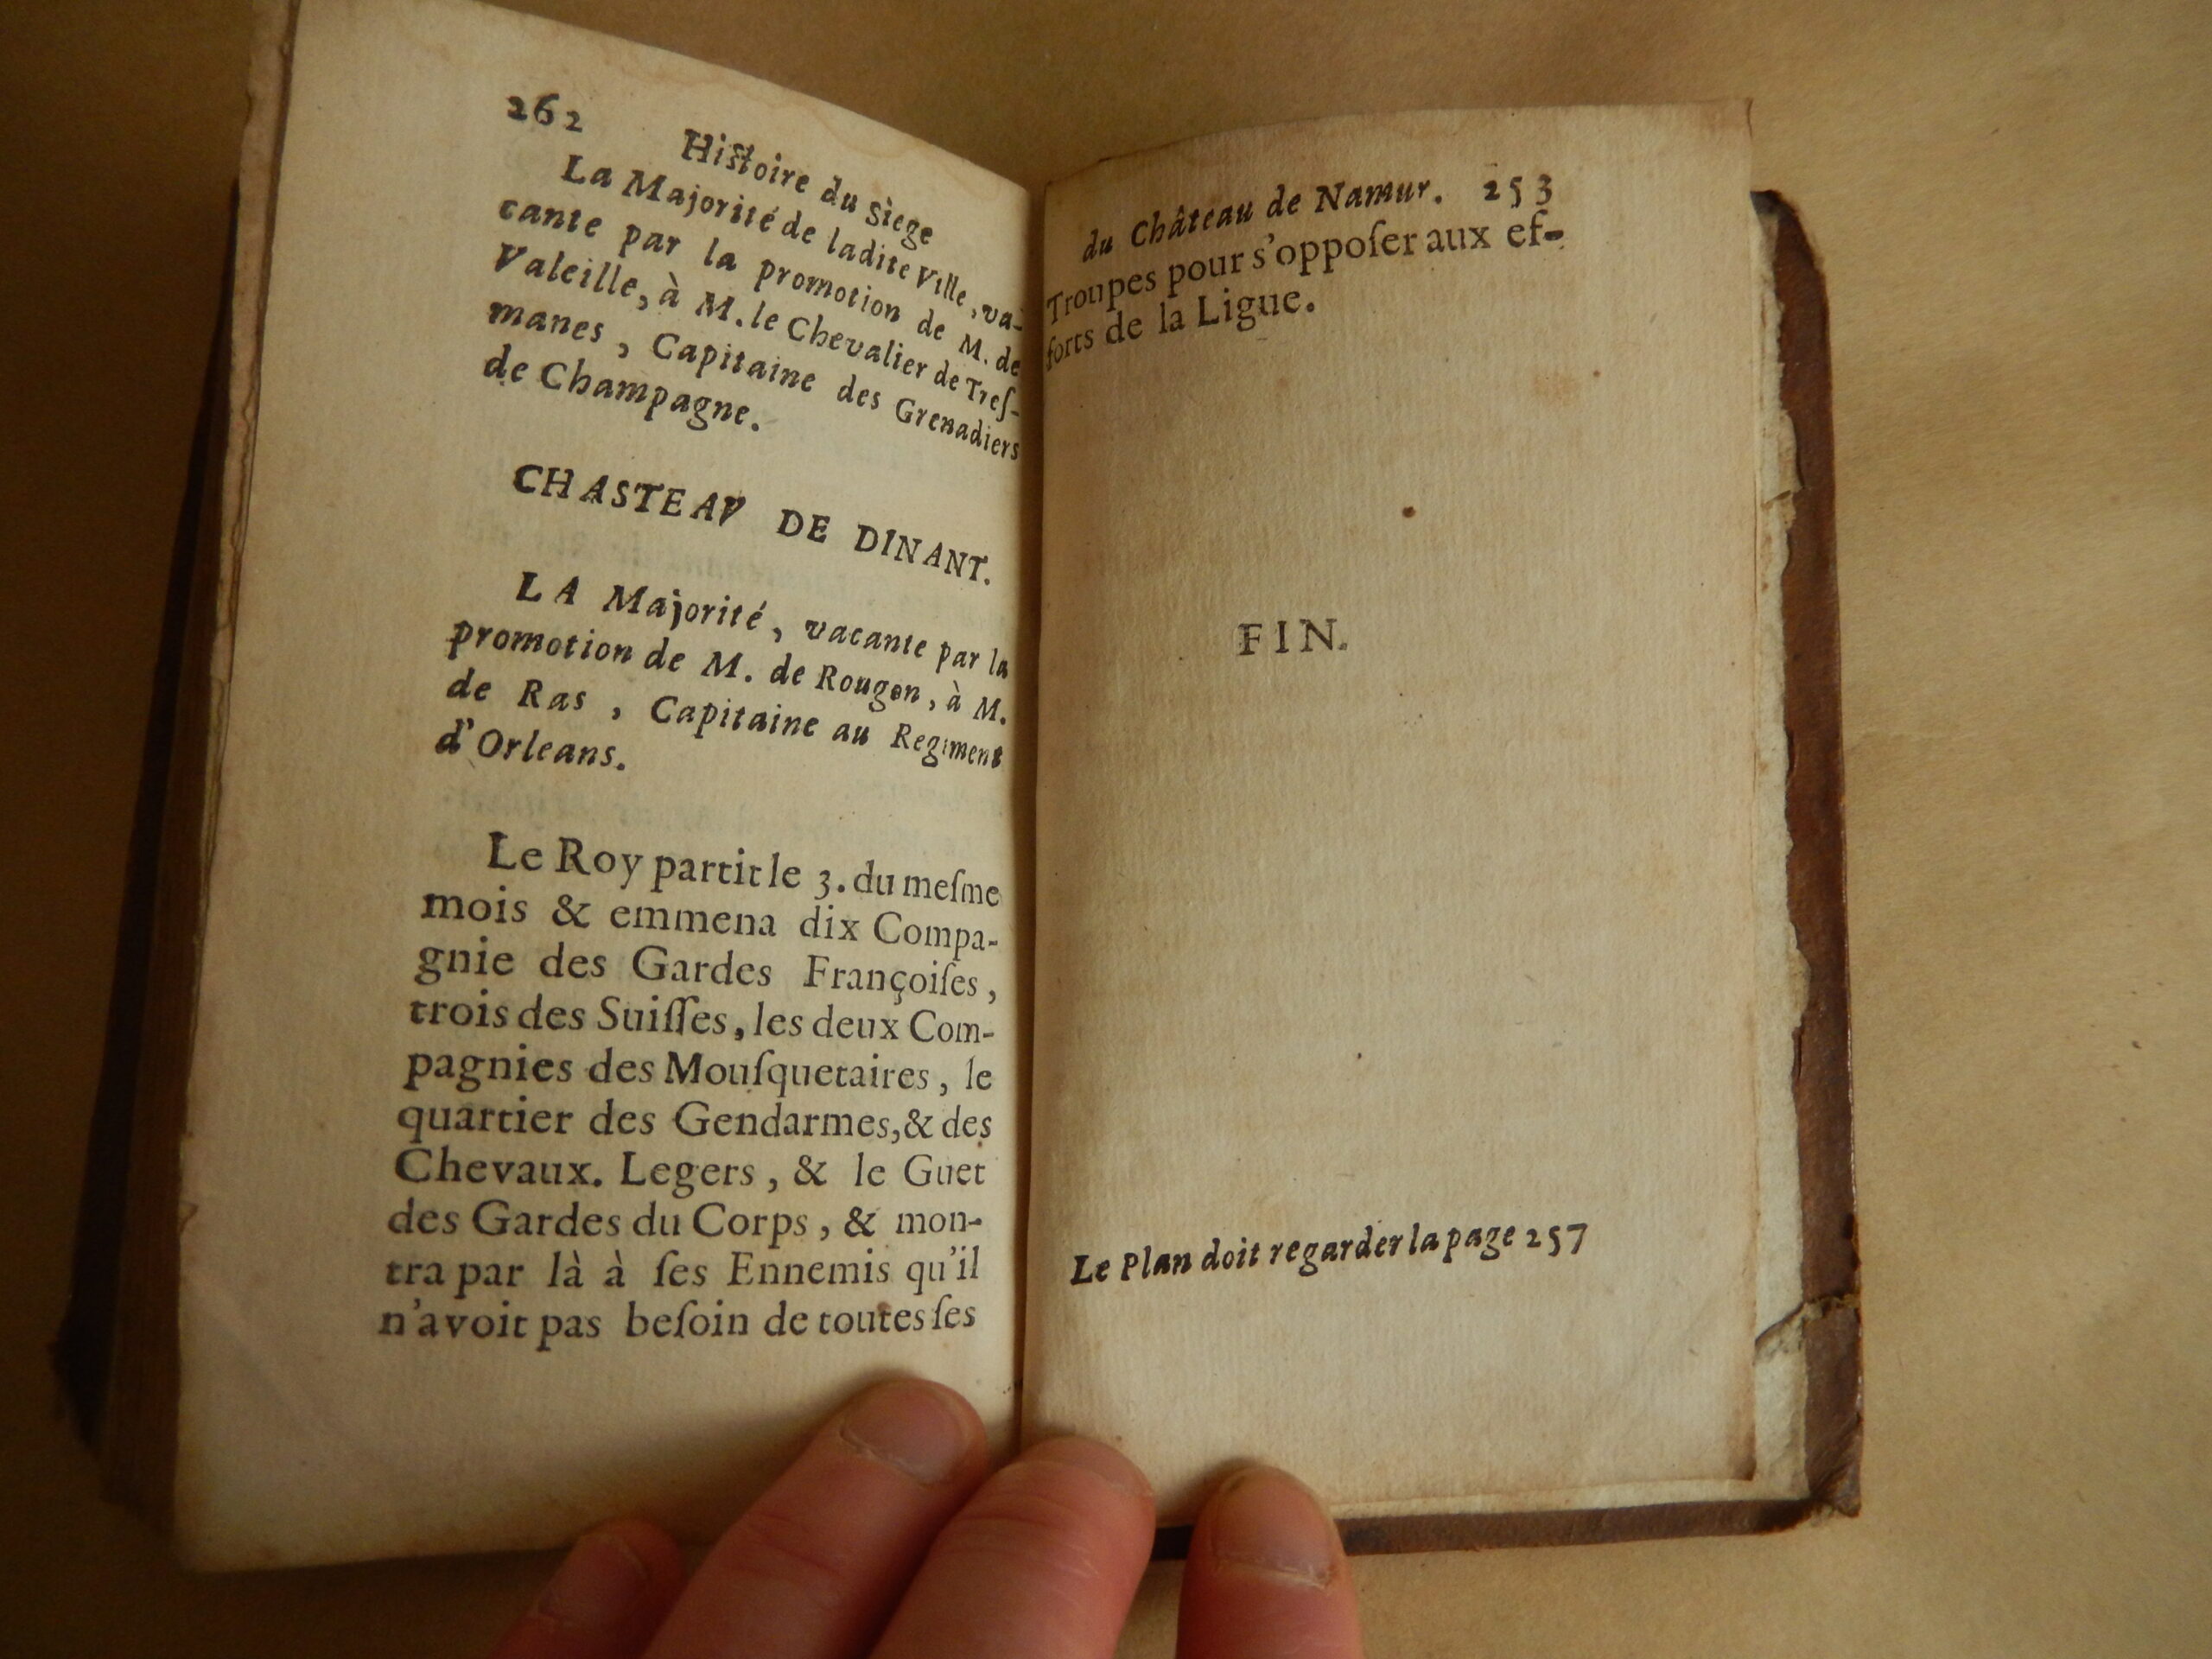 262 Histoire du Siege
La Majorité de ladite Ville, va-
cante par la promotion de M. de
Valeille, à M. le Chevalier de Treſ-
manes, Capitaine des Grenadiers
de Champagne.
CHASTEAV DE DINANT.
LA Majorité, vacante par la
promotion de M. de Rougon, à M.
de Ras, Capitaine au Regiment
d'Orleans.
Le Roy partit le 3. du meſme
mois & emmena dix Compa-
gnie des Gardes Françoiſes,
trois des Suiſſes, les deux Com-
pagnies des Mouſquetaires, le
quartier des Gendarmes, & des
Chevaux. Legers, & le Guet
des Gardes du Corps, & mon-
tra par là à ſes Ennemis qu'il
n'avoit pas beſoin de toutes ſes
du Château de Namur. 253
Troupes pour s'oppoſer aux ef-
forts de la Ligue.
FIN.
Le Plan doit regarder la page 257